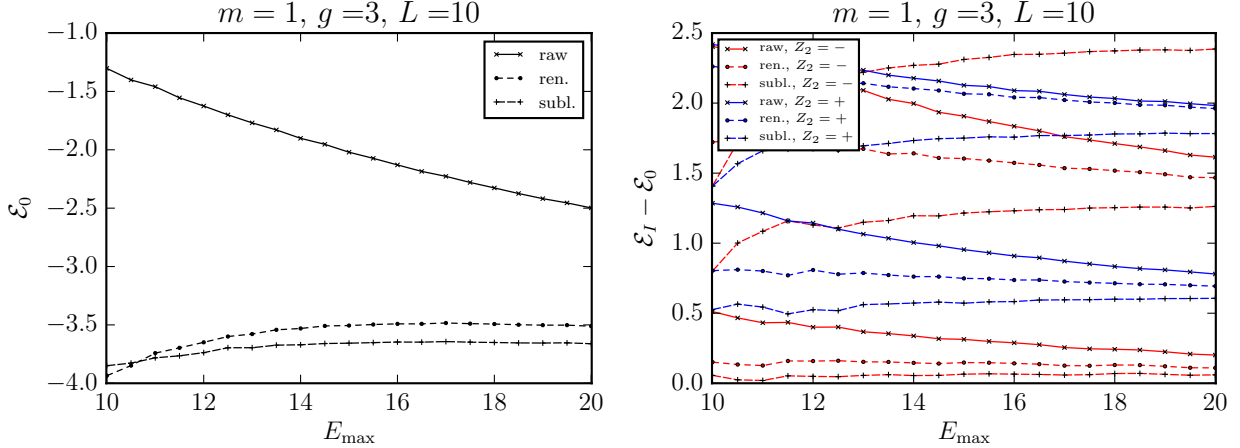 m = 1, g =3, L =10
−1.0
−1.5
−2.0
−2.5
−3.0
−3.5
−4.0
ℰ₀
raw
ren.
subl.
10
12
14
16
18
20
E_max
m = 1, g =3, L =10
2.5
2.0
1.5
1.0
0.5
0.0
ℰ_I − ℰ₀
raw, Z₂ = −
ren., Z₂ = −
subl., Z₂ = −
raw, Z₂ = +
ren., Z₂ = +
subl., Z₂ = +
10
12
14
16
18
20
E_max